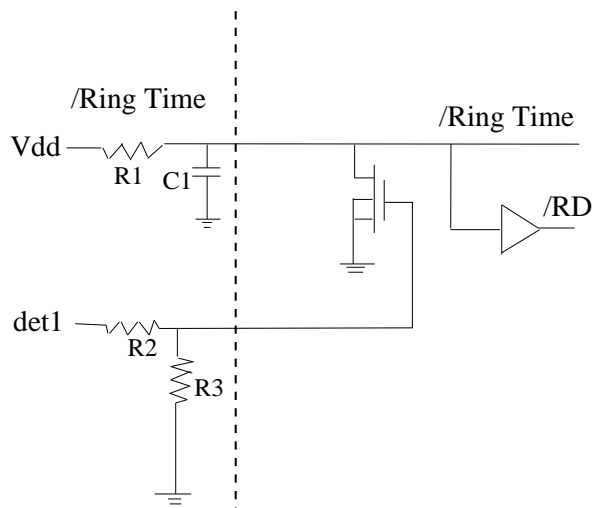 /Ring Time
/Ring Time
Vdd
R1
C1
/RD
det1
R2
R3